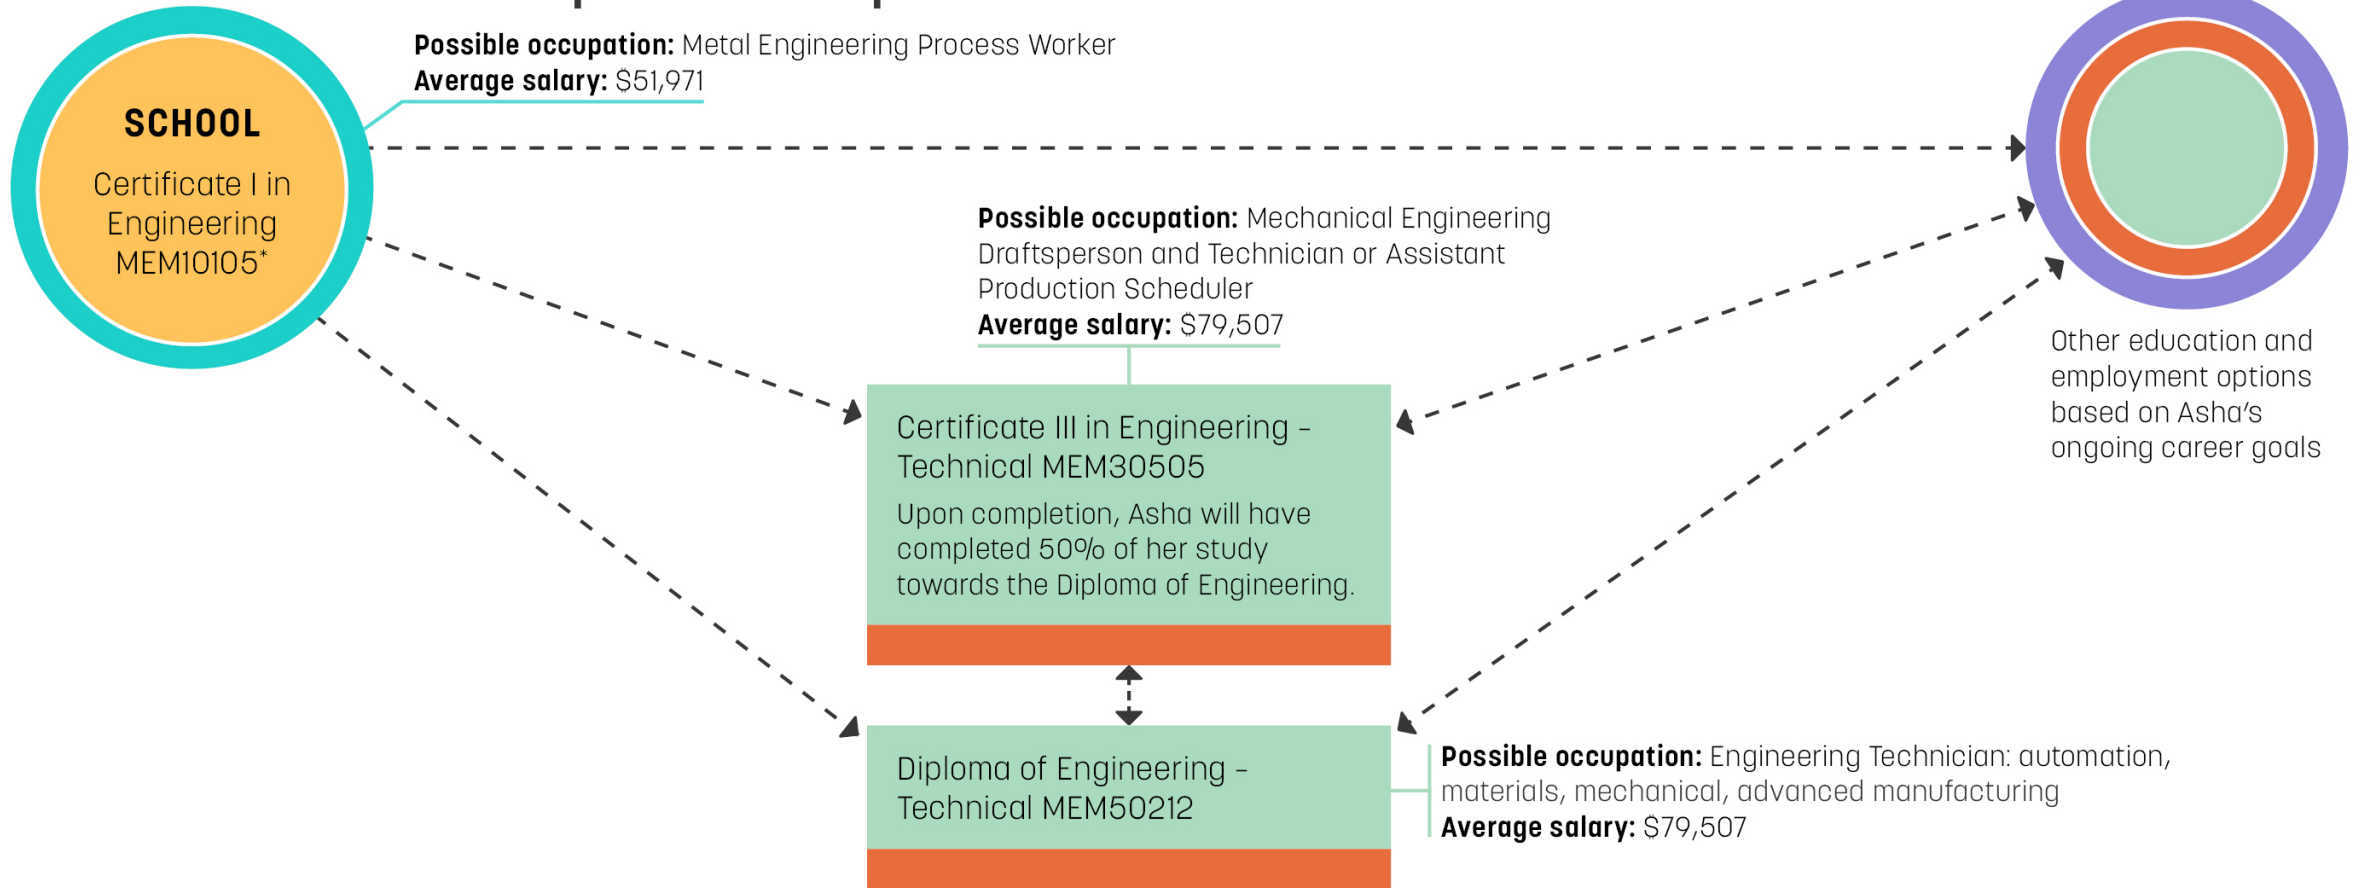 Possible occupation: Metal Engineering Process Worker
Average salary: $51,971
SCHOOL
Certificate I in
Engineering
MEM10105*
Possible occupation: Mechanical Engineering
Draftsperson and Technician or Assistant
Production Scheduler
Average salary: $79,507
Other education and
employment options
based on Asha’s
ongoing career goals
Certificate III in Engineering –
Technical MEM30505
Upon completion, Asha will have
completed 50% of her study
towards the Diploma of Engineering.
Diploma of Engineering –
Technical MEM50212
Possible occupation: Engineering Technician: automation,
materials, mechanical, advanced manufacturing
Average salary: $79,507